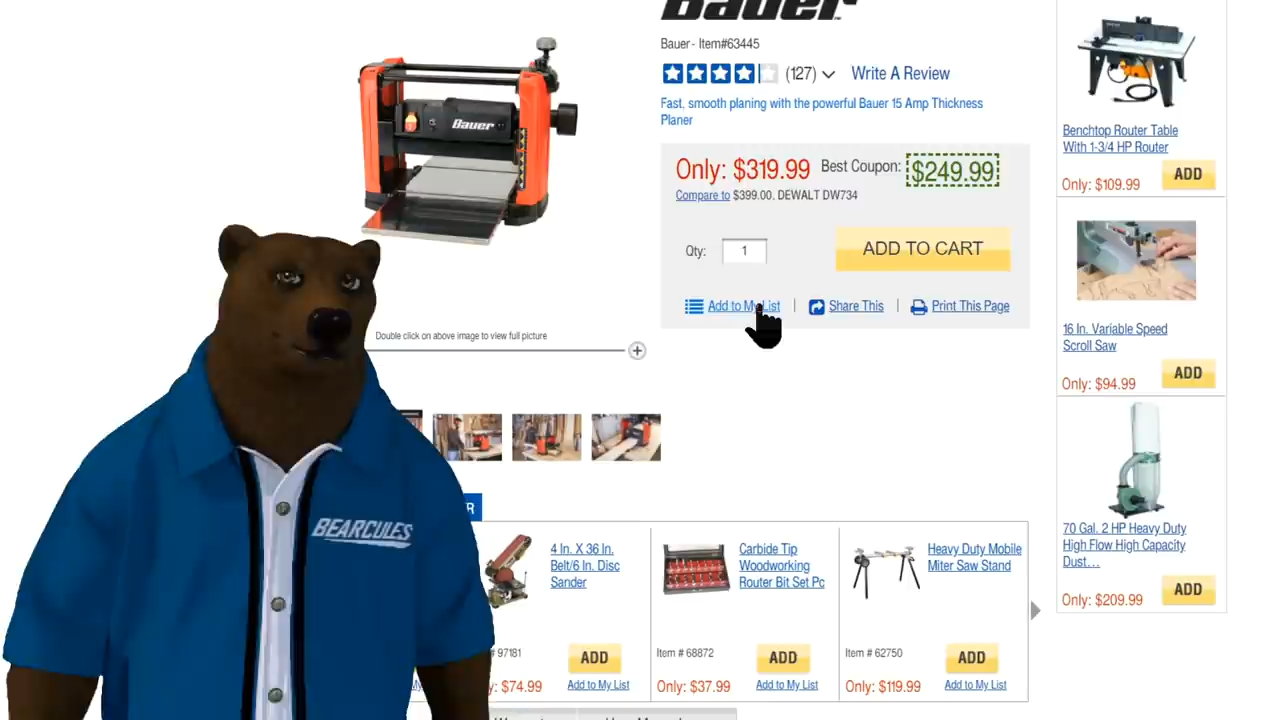 Bauer
Bauer - Item#63445
(127)
Write A Review
Fast, smooth planing with the powerful Bauer 15 Amp Thickness
Planer
Only: $319.99
Best Coupon:
$249.99
Compare to $399.00. DEWALT DW734
Qty:
1
ADD TO CART
Add to My List
Share This
Print This Page
Bauer
Double click on above image to view full picture
BEARCULES
R
4 In. X 36 In.
Belt/6 In. Disc
Sander
# 97181
ADD
$74.99
Add to My List
Carbide Tip
Woodworking
Router Bit Set Pc
Item # 68872
ADD
Only: $37.99
Add to My List
Heavy Duty Mobile
Miter Saw Stand
Item # 62750
ADD
Only: $119.99
Add to My List
Benchtop Router Table
With 1-3/4 HP Router
Only: $109.99
ADD
16 In. Variable Speed
Scroll Saw
Only: $94.99
ADD
70 Gal. 2 HP Heavy Duty
High Flow High Capacity
Dust…
Only: $209.99
ADD